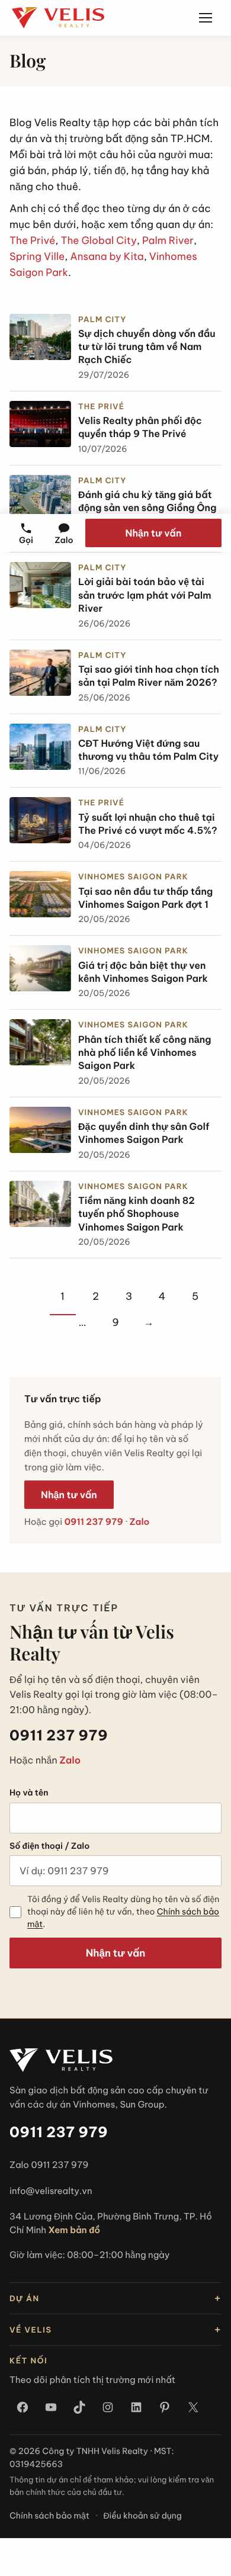 VELIS
REALTY
Blog
Blog Velis Realty tập hợp các bài phân tích
dự án và thị trường bất động sản TP.HCM.
Mỗi bài trả lời một câu hỏi của người mua:
giá bán, pháp lý, tiến độ, hạ tầng hay khả
năng cho thuê.
Anh chị có thể đọc theo từng dự án ở các
mục bên dưới, hoặc xem tổng quan dự án:
The Privé, The Global City, Palm River,
Spring Ville, Ansana by Kita, Vinhomes
Saigon Park.
PALM CITY
Sự dịch chuyển dòng vốn đầu
tư từ lõi trung tâm về Nam
Rạch Chiếc
29/07/2026
THE PRIVÉ
Velis Realty phân phối độc
quyền tháp 9 The Privé
10/07/2026
PALM CITY
Đánh giá chu kỳ tăng giá bất
động sản ven sông Giồng Ông
Gọi
Zalo
Nhận tư vấn
PALM CITY
Lời giải bài toán bảo vệ tài
sản trước lạm phát với Palm
River
26/06/2026
PALM CITY
Tại sao giới tinh hoa chọn tích
sản tại Palm River năm 2026?
25/06/2026
PALM CITY
CĐT Hướng Việt đứng sau
thương vụ thâu tóm Palm City
11/06/2026
THE PRIVÉ
Tỷ suất lợi nhuận cho thuê tại
The Privé có vượt mốc 4.5%?
04/06/2026
VINHOMES SAIGON PARK
Tại sao nên đầu tư thấp tầng
Vinhomes Saigon Park đợt 1
20/05/2026
VINHOMES SAIGON PARK
Giá trị độc bản biệt thự ven
kênh Vinhomes Saigon Park
20/05/2026
VINHOMES SAIGON PARK
Phân tích thiết kế công năng
nhà phố liền kề Vinhomes
Saigon Park
20/05/2026
VINHOMES SAIGON PARK
Đặc quyền dinh thự sân Golf
Vinhomes Saigon Park
20/05/2026
VINHOMES SAIGON PARK
Tiềm năng kinh doanh 82
tuyến phố Shophouse
Vinhomes Saigon Park
20/05/2026
1 2 3 4 5
… 9 →
Tư vấn trực tiếp
Bảng giá, chính sách bán hàng và pháp lý
mới nhất của dự án: để lại họ tên và số
điện thoại, chuyên viên Velis Realty gọi lại
trong giờ làm việc.
Nhận tư vấn
Hoặc gọi 0911 237 979 · Zalo
TƯ VẤN TRỰC TIẾP
Nhận tư vấn từ Velis
Realty
Để lại họ tên và số điện thoại, chuyên viên
Velis Realty gọi lại trong giờ làm việc (08:00–
21:00 hằng ngày).
0911 237 979
Hoặc nhắn Zalo
Họ và tên
Số điện thoại / Zalo
Ví dụ: 0911 237 979
Tôi đồng ý để Velis Realty dùng họ tên và số điện
thoại này để liên hệ tư vấn, theo Chính sách bảo
mật.
Nhận tư vấn
VELIS
REALTY
Sàn giao dịch bất động sản cao cấp chuyên tư
vấn các dự án Vinhomes, Sun Group.
0911 237 979
Zalo 0911 237 979
info@velisrealty.vn
34 Lương Định Của, Phường Bình Trưng, TP. Hồ
Chí Minh Xem bản đồ
Giờ làm việc: 08:00–21:00 hằng ngày
DỰ ÁN +
VỀ VELIS +
KẾT NỐI
Theo dõi phân tích thị trường mới nhất
© 2026 Công ty TNHH Velis Realty · MST:
0319425663
Thông tin dự án chỉ để tham khảo; vui lòng kiểm tra văn
bản chính thức của chủ đầu tư.
Chính sách bảo mật · Điều khoản sử dụng